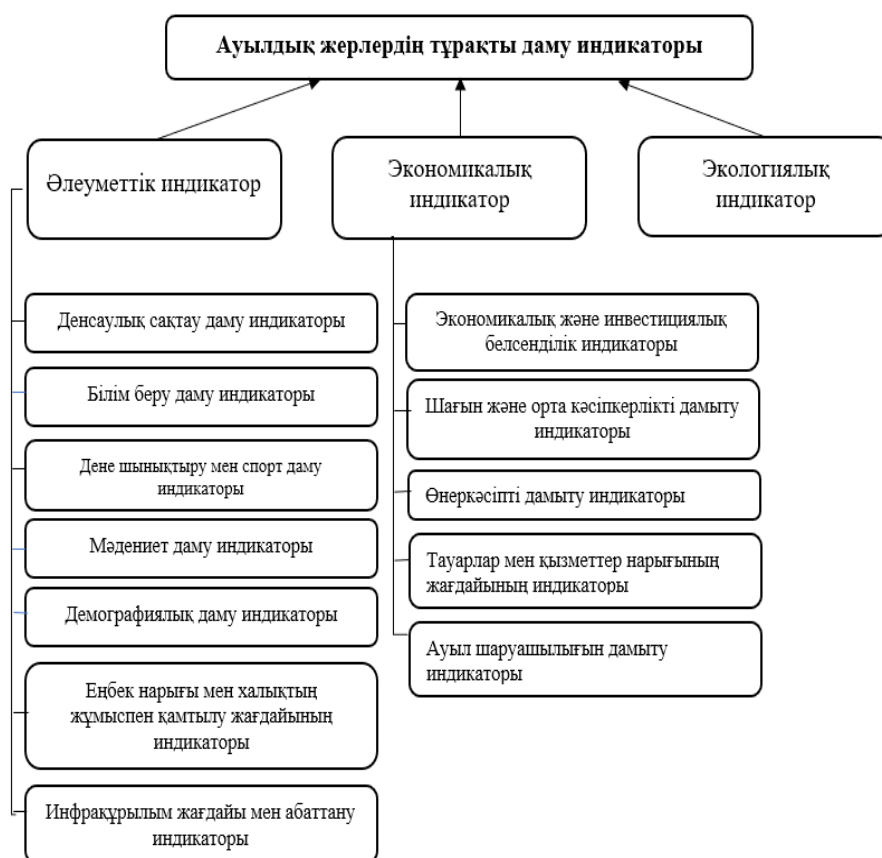 Ауылдық жерлердің тұрақты даму индикаторы
Әлеуметтік индикатор
Экономикалық
индикатор
Экологиялық
индикатор
Денсаулық сақтау даму индикаторы
Білім беру даму индикаторы
Дене шынықтыру мен спорт даму
индикаторы
Мәдениет даму индикаторы
Демографиялық даму индикаторы
Еңбек нарығы мен халықтың
жұмыспен қамтылу жағдайының
индикаторы
Инфрақұрылым жағдайы мен абаттану
индикаторы
Экономикалық және инвестициялық
белсенділік индикаторы
Шағын және орта кәсіпкерлікті дамыту
индикаторы
Өнеркәсіпті дамыту индикаторы
Тауарлар мен қызметтер нарығының
жағдайының индикаторы
Ауыл шаруашылығын дамыту
индикаторы